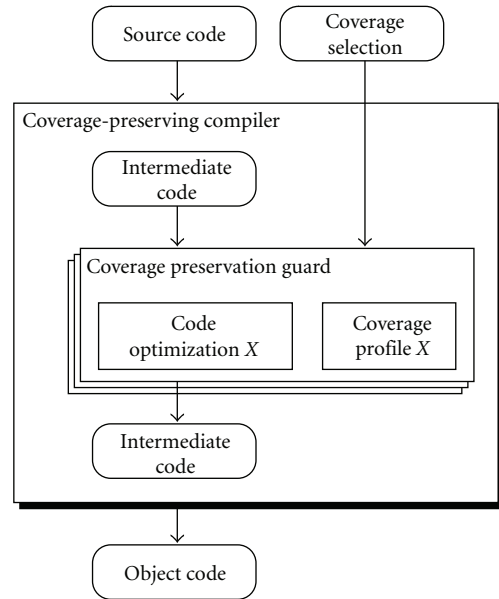 Source code
Coverage
selection
Coverage-preserving compiler
Intermediate
code
Coverage preservation guard
Code
optimization X
Coverage
profile X
Intermediate
code
Object code